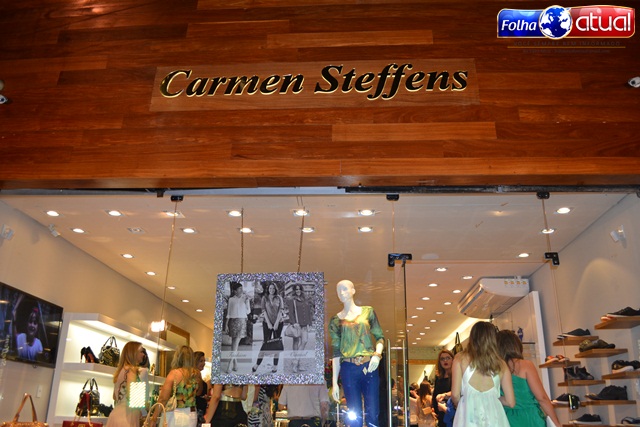 Folha atual
Carmen Steffens